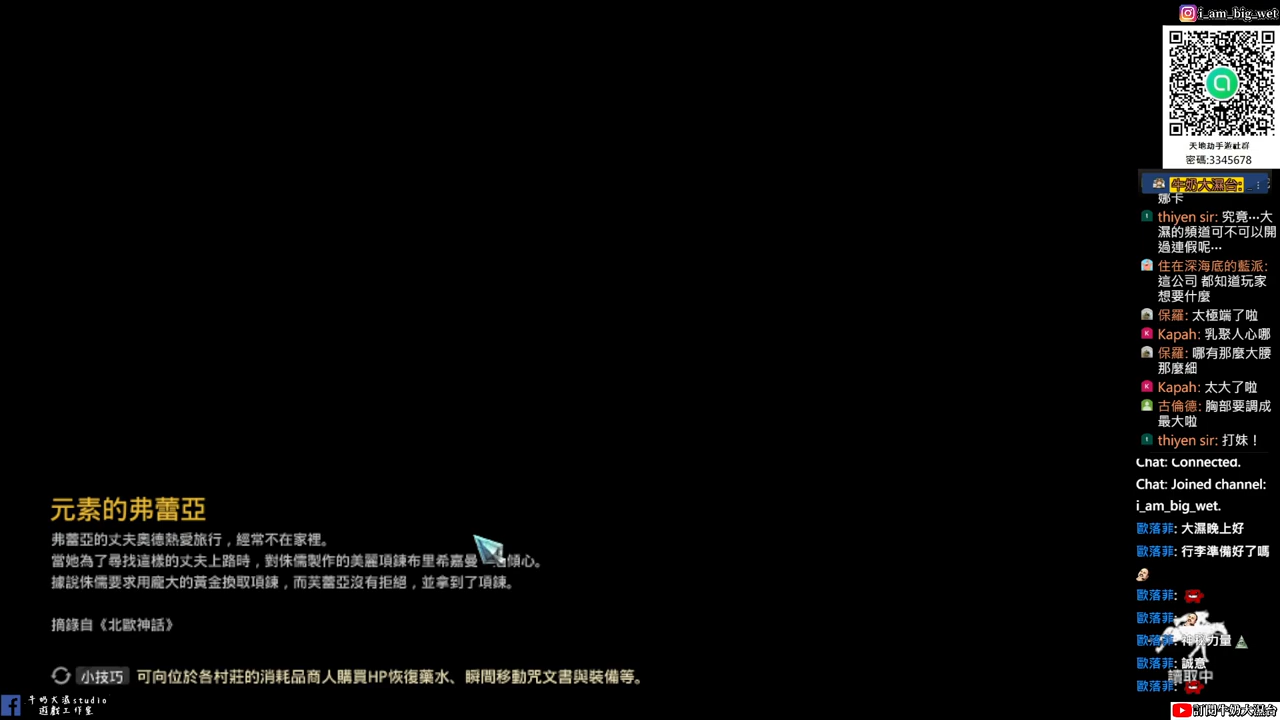 i_am_big_wet
天地劫手遊社群
密碼:3345678
牛奶大濕台:
娜卡
thiyen sir: 究竟…大
濕的頻道可不可以開
過連假呢…
住在深海底的藍派:
這公司 都知道玩家
想要什麼
保羅: 太極端了啦
Kapah: 乳聚人心哪
保羅: 哪有那麼大腰
那麼細
Kapah: 太大了啦
古倫德: 胸部要調成
最大啦
thiyen sir: 打妹！
Chat: Connected.
Chat: Joined channel:
i_am_big_wet.
歐落菲: 大濕晚上好
歐落菲: 行李準備好了嗎
歐落菲:
歐落菲:
歐落菲: 神秘力量
歐落菲: 誠意
歐落菲:
讀取中
元素的弗蕾亞
弗蕾亞的丈夫奧德熱愛旅行，經常不在家裡。
當她為了尋找這樣的丈夫上路時，對侏儒製作的美麗項鍊布里希嘉曼 傾心。
據說侏儒要求用龐大的黃金換取項鍊，而芙蕾亞沒有拒絕，並拿到了項鍊。
摘錄自《北歐神話》
小技巧 可向位於各村莊的消耗品商人購買HP恢復藥水、瞬間移動咒文書與裝備等。
牛奶大濕studio
遊戲工作室
訂閱牛奶大濕台